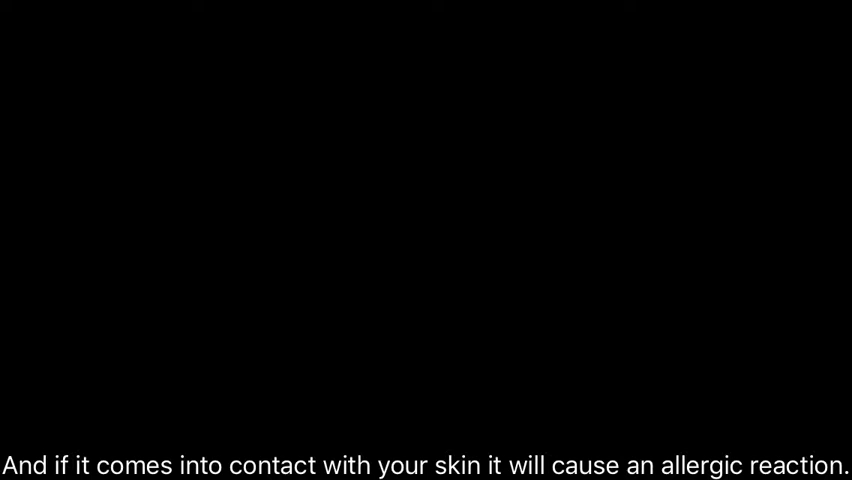 And if it comes into contact with your skin it will cause an allergic reaction.